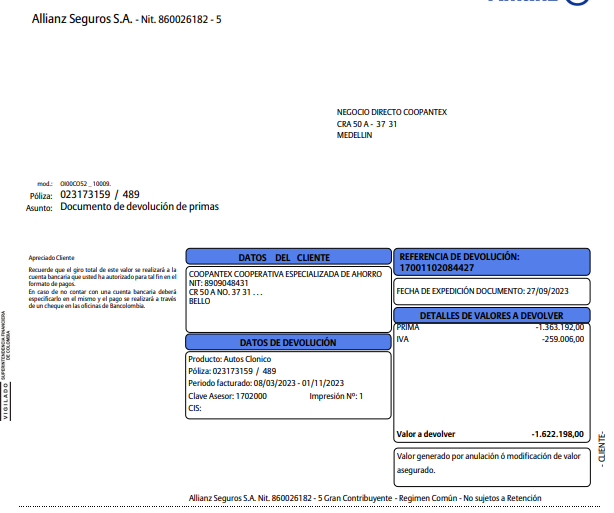 Allianz Seguros S.A. - Nit. 860026182 - 5
NEGOCIO DIRECTO COOPANTEX
CRA 50 A - 37 31
MEDELLIN
mod.: OI00CO52 _ 10009.
Póliza: 023173159 / 489
Asunto: Documento de devolución de primas
Apreciado Cliente
Recuerde que el giro total de este valor se realizará a la
cuenta bancaria que usted ha autorizado para tal fin en el
formato de pagos.
En caso de no contar con una cuenta bancaria deberá
especificarlo en el mismo y el pago se realizará a través
de un cheque en las oficinas de Bancolombia.
DATOS DEL CLIENTE
COOPANTEX COOPERATIVA ESPECIALIZADA DE AHORRO
NIT: 8909048431
CR 50 A NO. 37 31 . . .
BELLO
DATOS DE DEVOLUCIÓN
Producto: Autos Clonico
Póliz: 023173159 / 489
Periodo facturado: 08/03/2023 - 01/11/2023
Clave Asesor: 1702000 Impresión Nº: 1
CIS:
REFERENCIA DE DEVOLUCIÓN:
17001102084427
FECHA DE EXPEDICIÓN DOCUMENTO: 27/09/2023
DETALLES DE VALORES A DEVOLVER
PRIMA -1.363.192,00
IVA -259.006,00
Valor a devolver -1.622.198,00
Valor generado por anulación ó modificación de valor
asegurado.
VIGILADO SUPERINTENDENCIA FINANCIERA
DE COLOMBIA
- CLIENTE-
Allianz Seguros S.A. Nit. 860026182 - 5 Gran Contribuyente - Regimen Común - No sujetos a Retención